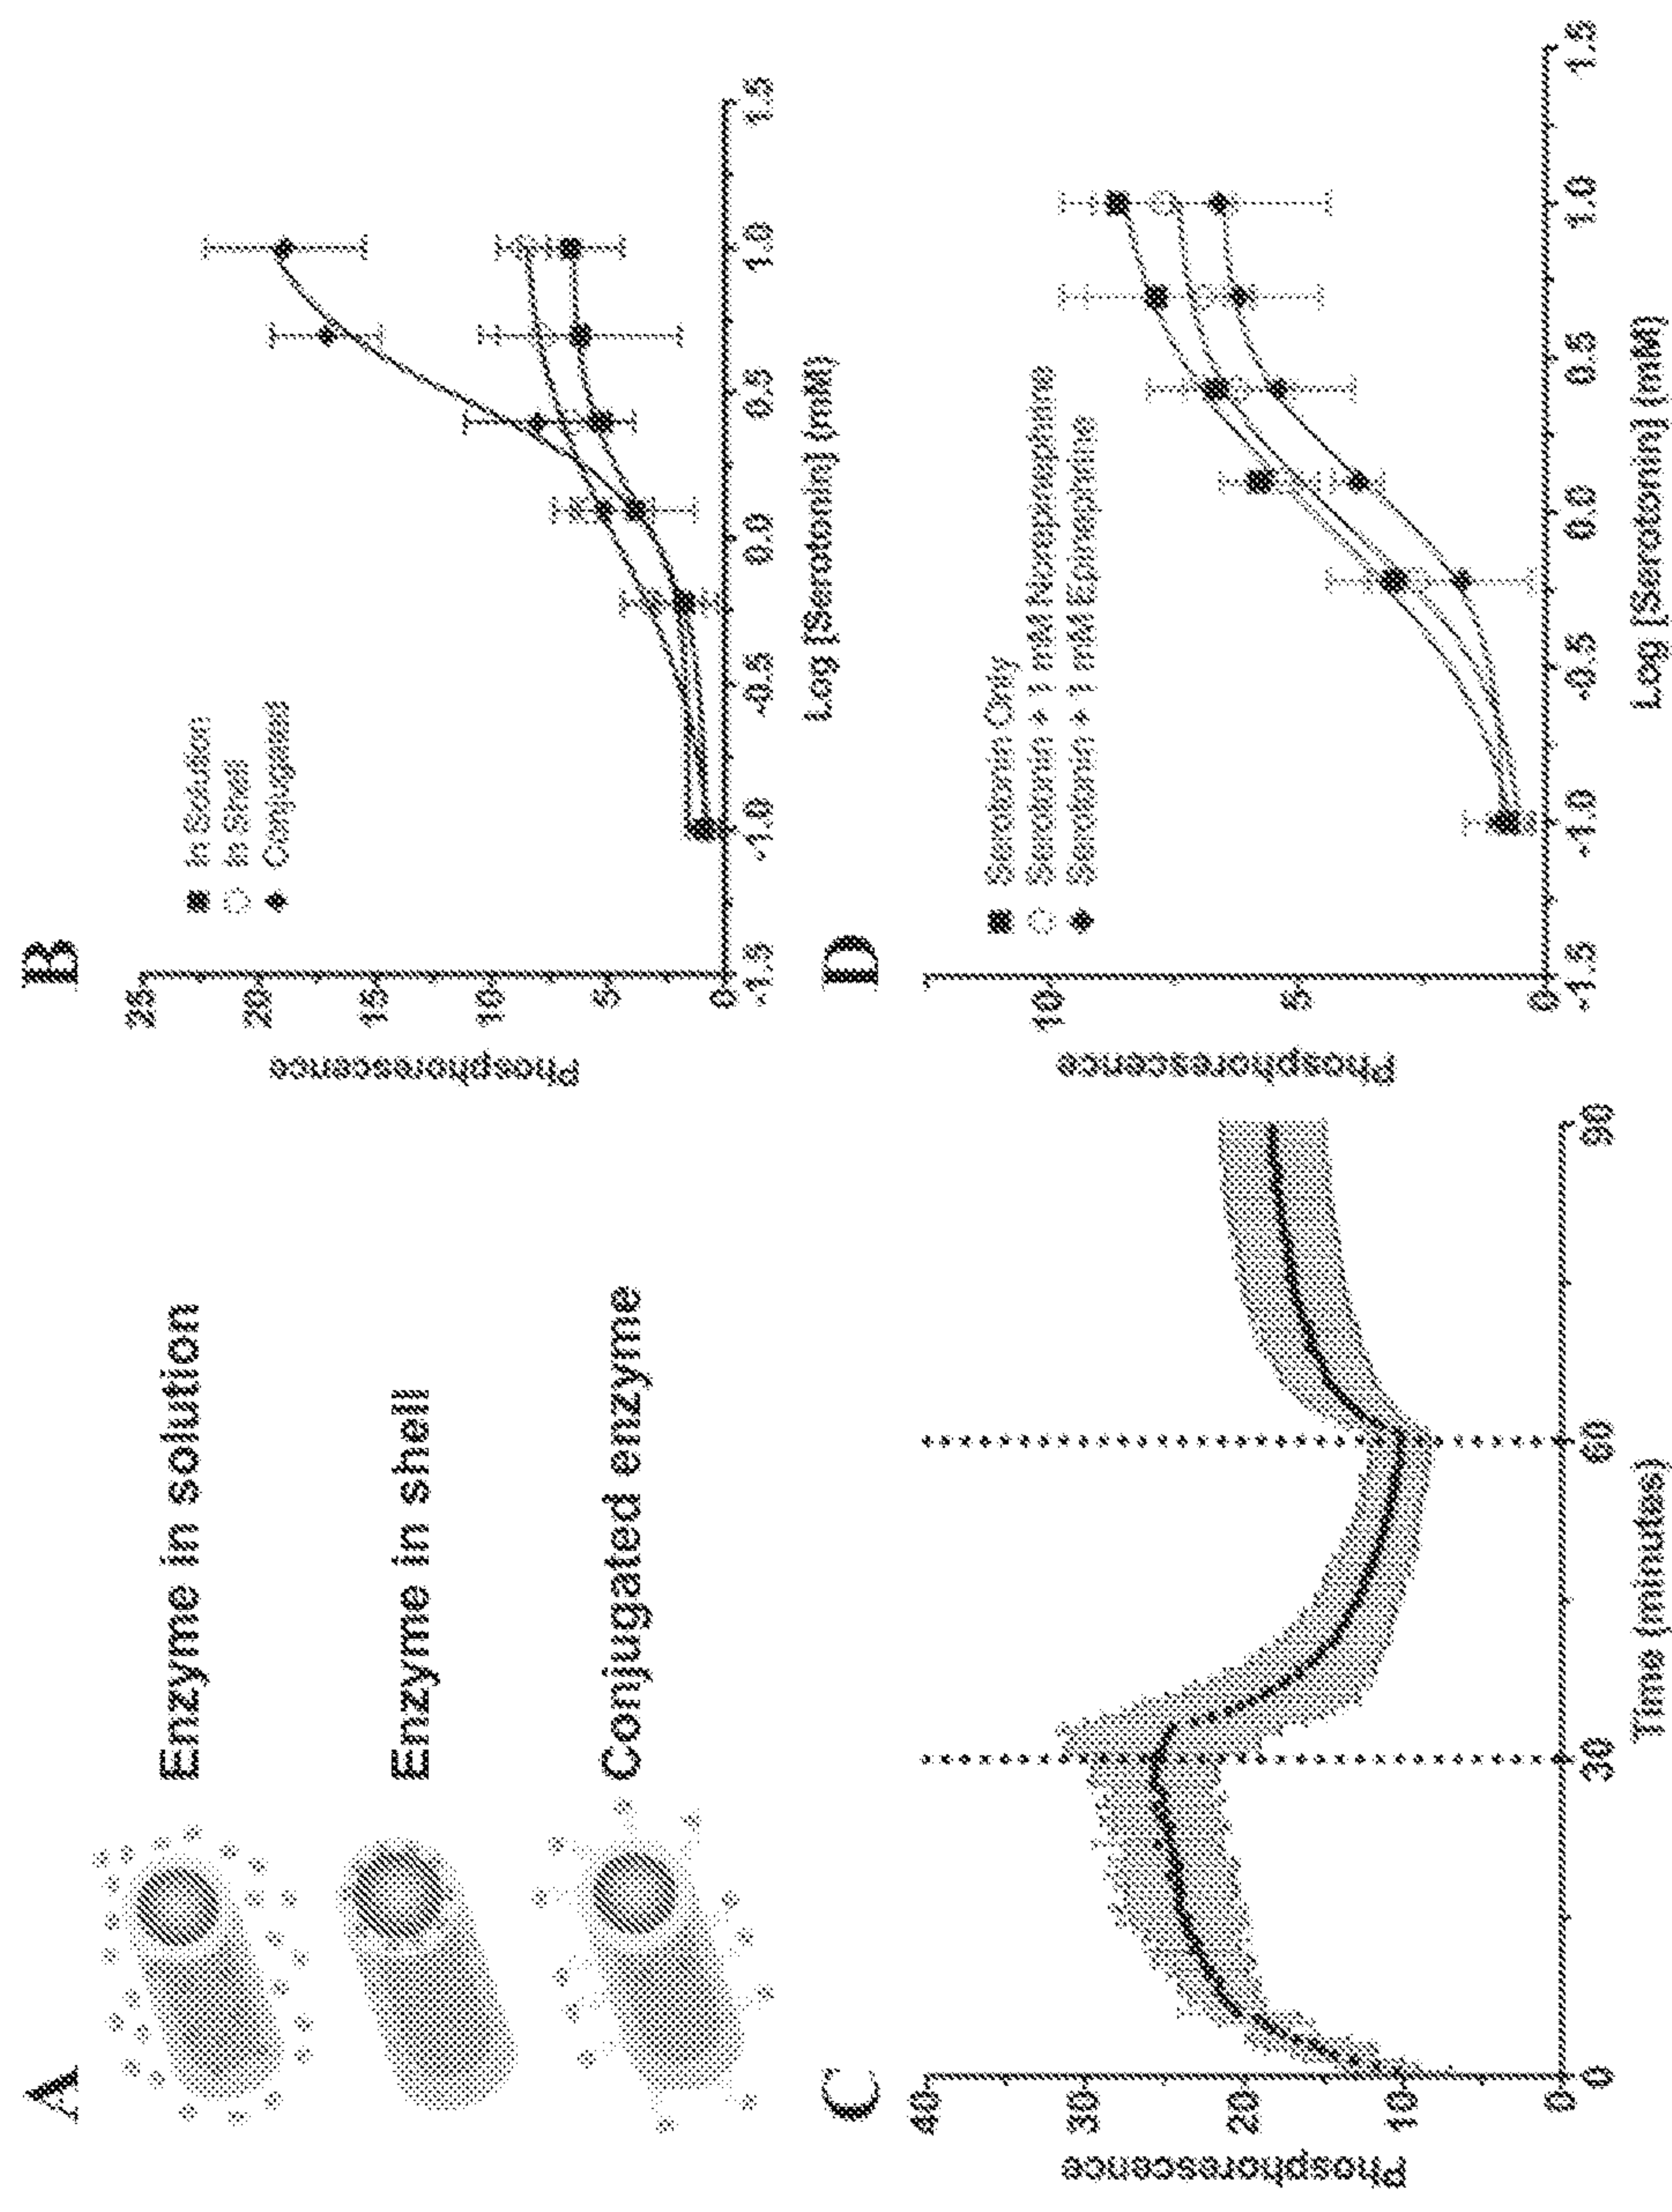 A
Enzyme in solution
Enzyme in shell
Conjugated enzyme
B
Phosphorescence
25
20
15
10
5
0
In Solution
In Shell
Conjugated
-1.5
-1.0
-0.5
0.0
0.5
1.0
1.5
Log [Serotonin] (mM)
C
Phosphorescence
40
30
20
10
0
0
30
60
90
Time (minutes)
D
Phosphorescence
10
5
0
Serotonin Only
Serotonin + 1 mM Norepinephrine
Serotonin + 1 mM Epinephrine
-1.5
-1.0
-0.5
0.0
0.5
1.0
1.5
Log [Serotonin] (mM)